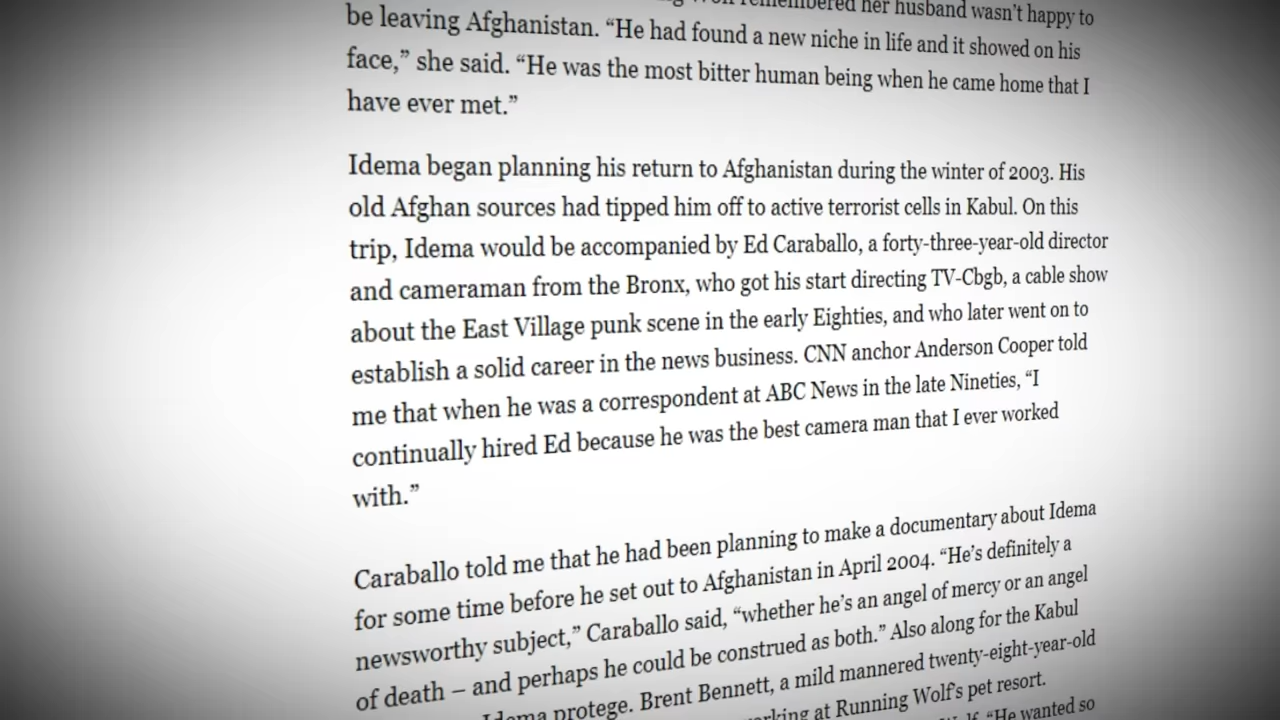 remembered her husband wasn't happy to
be leaving Afghanistan. “He had found a new niche in life and it showed on his
face,” she said. “He was the most bitter human being when he came home that I
have ever met.”
Idema began planning his return to Afghanistan during the winter of 2003. His
old Afghan sources had tipped him off to active terrorist cells in Kabul. On this
trip, Idema would be accompanied by Ed Caraballo, a forty-three-year-old director
and cameraman from the Bronx, who got his start directing TV-Cbgb, a cable show
about the East Village punk scene in the early Eighties, and who later went on to
establish a solid career in the news business. CNN anchor Anderson Cooper told
me that when he was a correspondent at ABC News in the late Nineties, “I
continually hired Ed because he was the best camera man that I ever worked
with.”
Caraballo told me that he had been planning to make a documentary about Idema
for some time before he set out to Afghanistan in April 2004. “He’s definitely a
newsworthy subject,” Caraballo said, “whether he’s an angel of mercy or an angel
of death – and perhaps he could be construed as both.” Also along for the Kabul
Idema protege. Brent Bennett, a mild mannered twenty-eight-year-old
at Running Wolf’s pet resort.
“He wanted so